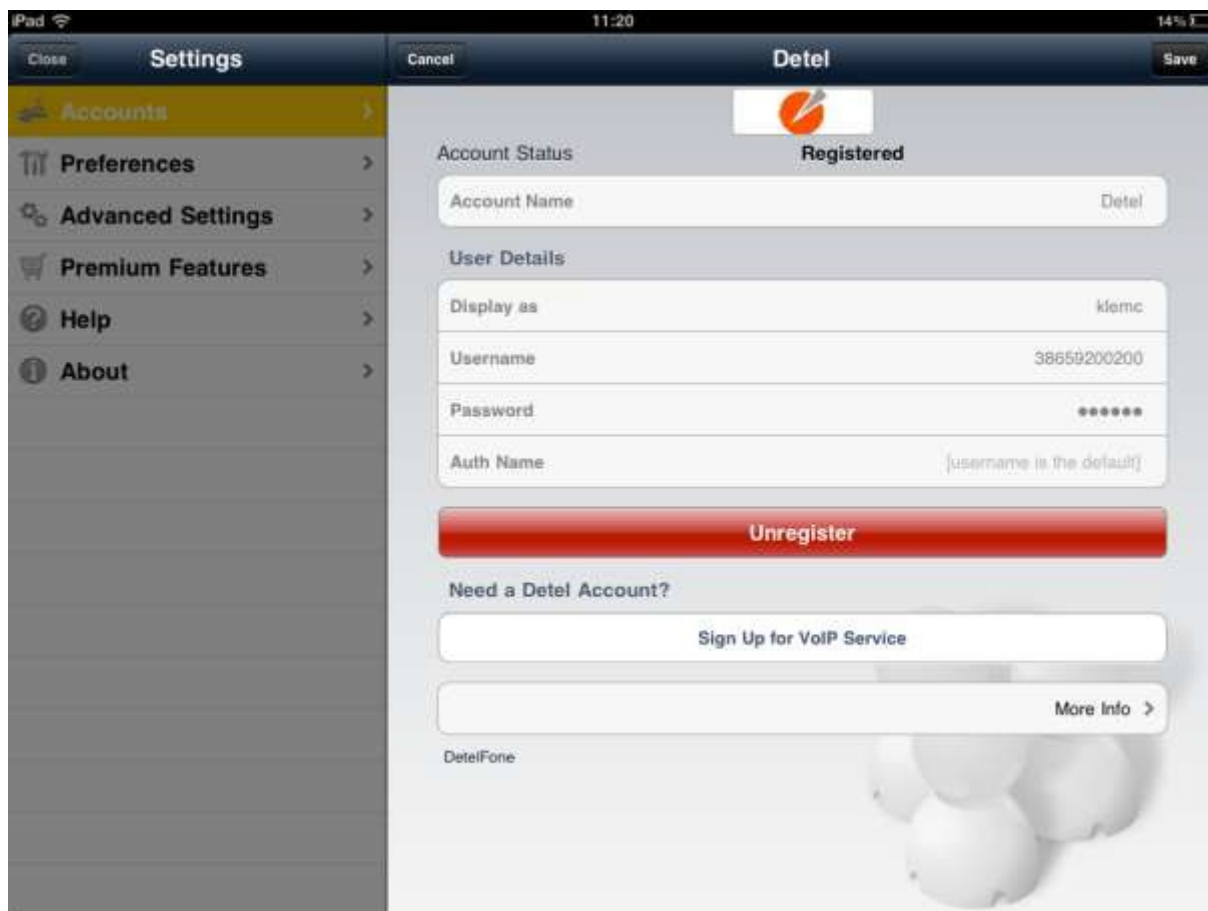 iPad 11:20 14%
Close Settings
Accounts
Preferences
Advanced Settings
Premium Features
Help
About
Cancel Detel Save
Account Status Registered
Account Name Detel
User Details
Display as klemc
Username 38659200200
Password ●●●●●●
Auth Name [username is the default]
Unregister
Need a Detel Account?
Sign Up for VoIP Service
More Info
DetelFone